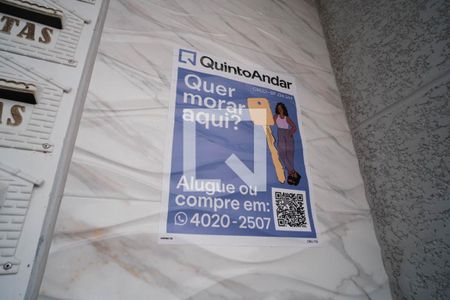 TAS
QuintoAndar
Quer
morar
aqui?
Alugue ou
compre em:
4020-2507